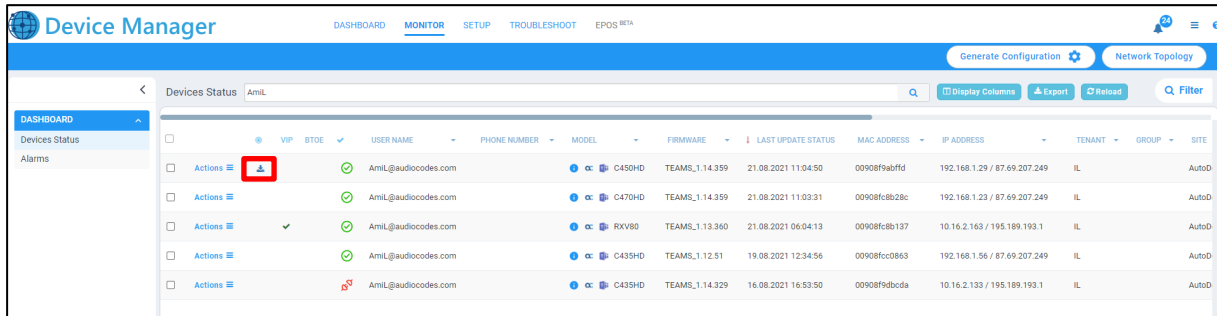 Device Manager DASHBOARD MONITOR SETUP TROUBLESHOOT EPOS BETA 24
Generate Configuration Network Topology
Devices Status AmiL Display Columns Export Reload Filter
DASHBOARD
Devices Status
Alarms
VIP BTOE USER NAME PHONE NUMBER MODEL FIRMWARE LAST UPDATE STATUS MAC ADDRESS IP ADDRESS TENANT GROUP SITE
Actions AmiL@audiocodes.com C450HD TEAMS_1.14.359 21.08.2021 11:04:50 00908f9abffd 192.168.1.29 / 87.69.207.249 IL AutoD
Actions AmiL@audiocodes.com C470HD TEAMS_1.14.359 21.08.2021 11:03:31 00908fc8b28c 192.168.1.23 / 87.69.207.249 IL AutoD
Actions AmiL@audiocodes.com RXV80 TEAMS_1.13.360 21.08.2021 06:04:13 00908fc8b137 10.16.2.163 / 195.189.193.1 IL AutoD
Actions AmiL@audiocodes.com C435HD TEAMS_1.12.51 19.08.2021 12:34:56 00908fcc0863 192.168.1.56 / 87.69.207.249 IL AutoD
Actions AmiL@audiocodes.com C435HD TEAMS_1.14.329 16.08.2021 16:53:50 00908f9dbcda 10.16.2.133 / 195.189.193.1 IL AutoD